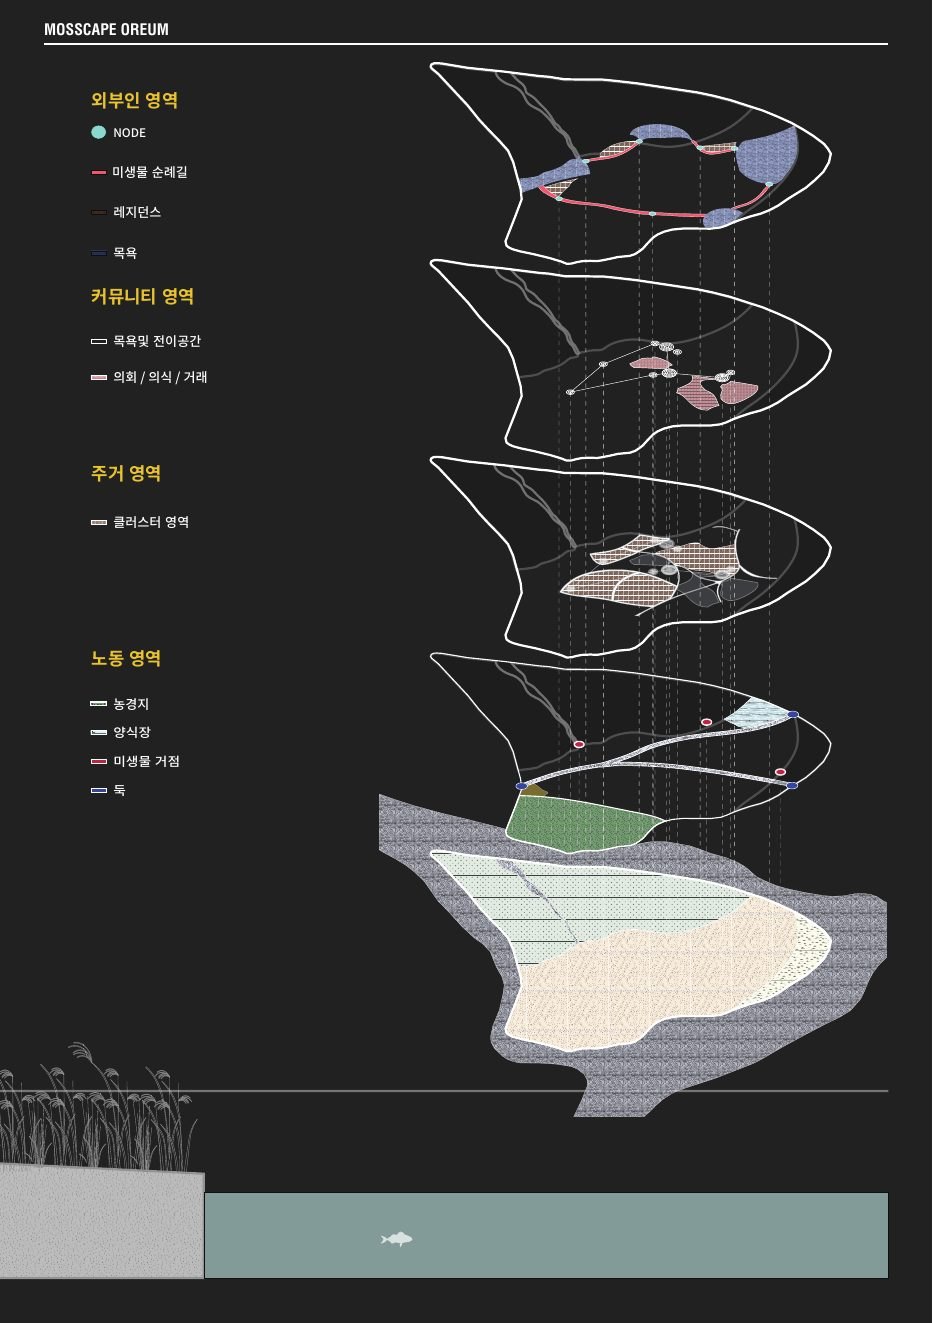 MOSSCAPE OREUM
외부인 영역
NODE
미생물 순례길
레지던스
목욕
커뮤니티 영역
목욕및 전이공간
의회 / 의식 / 거래
주거 영역
클러스터 영역
노동 영역
농경지
양식장
미생물 거점
둑